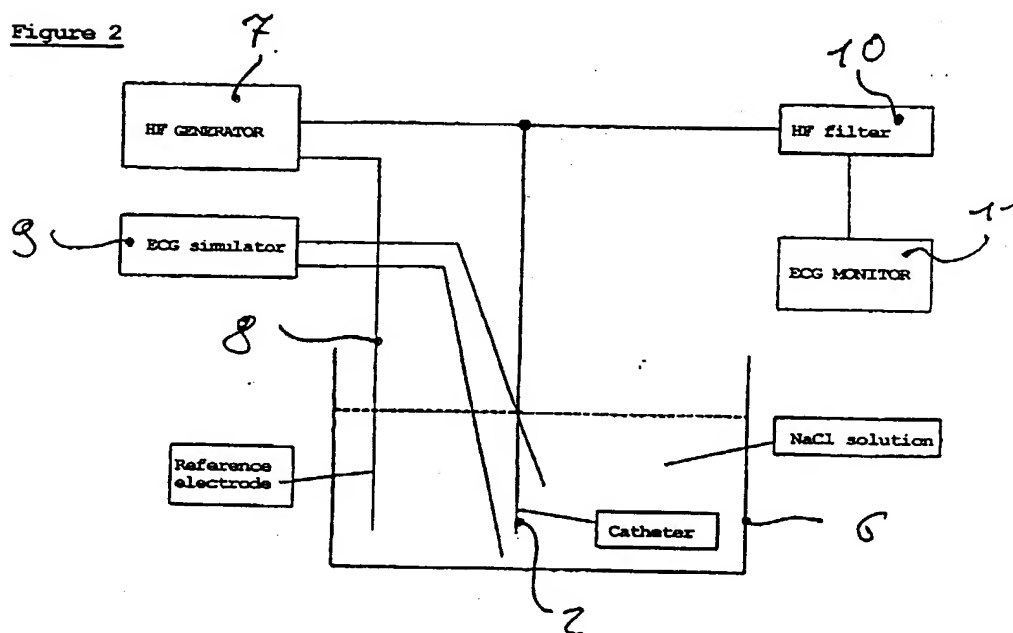 Figure 2
7
10
HF GENERATOR
HF filter
9
ECG simulator
11
ECG MONITOR
8
NaCl solution
Reference
electrode
Catheter
6
2